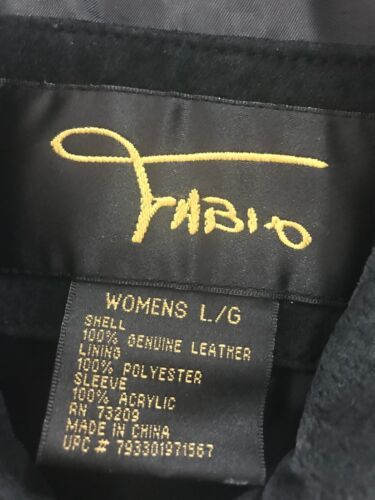 FABIO
WOMENS L/G
SHELL
100% GENUINE LEATHER
LINING
100% POLYESTER
SLEEVE
100% ACRYLIC
RN 73209
MADE IN CHINA
UPC # 793301971567